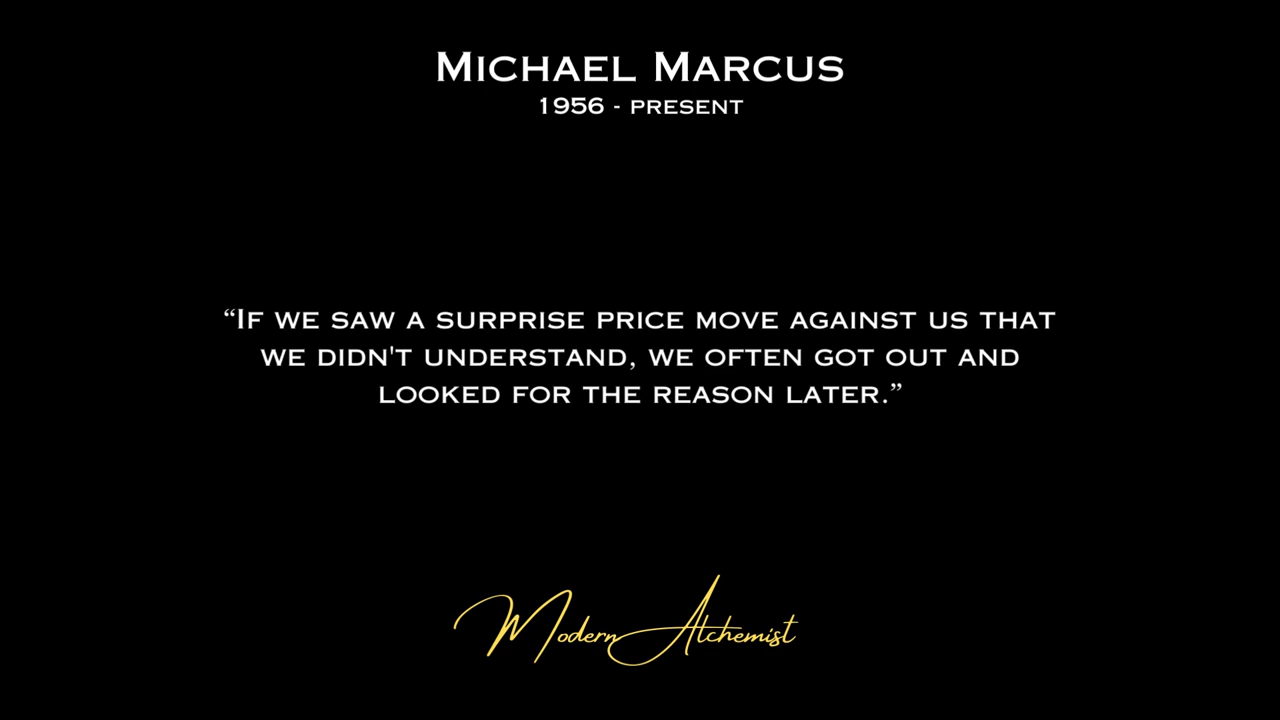 Michael Marcus
1956 - present
“If we saw a surprise price move against us that
we didn't understand, we often got out and
looked for the reason later.”
Modern Alchemist